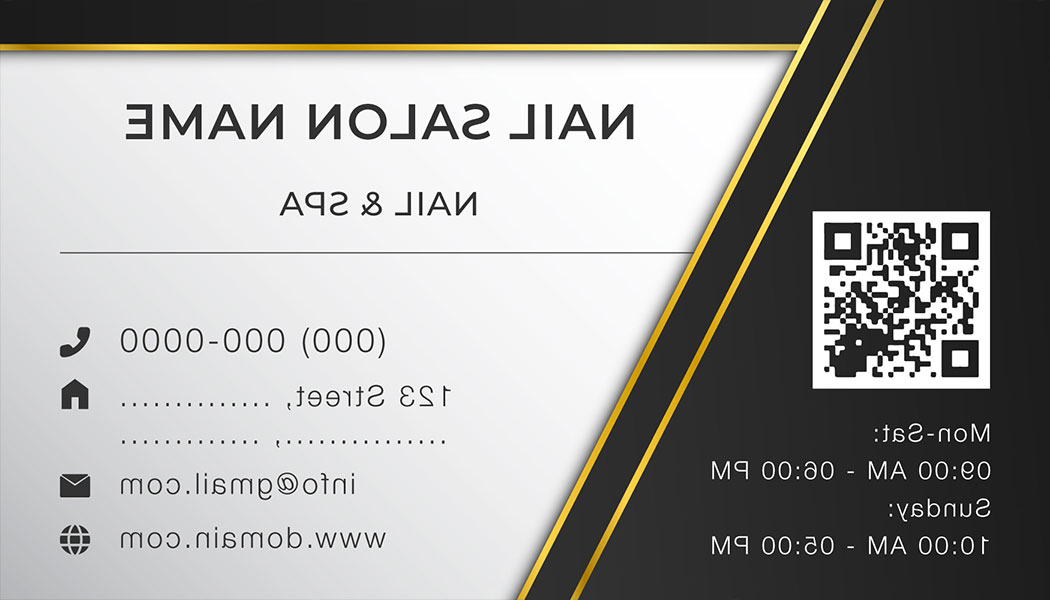 NAIL SALON NAME
NAIL & SPA
(000) 000-0000
123 Street, ...............
................, ..............
info@gmail.com
www.domain.com
Mon-Sat:
09:00 AM - 06:00 PM
Sunday:
10:00 AM - 05:00 PM